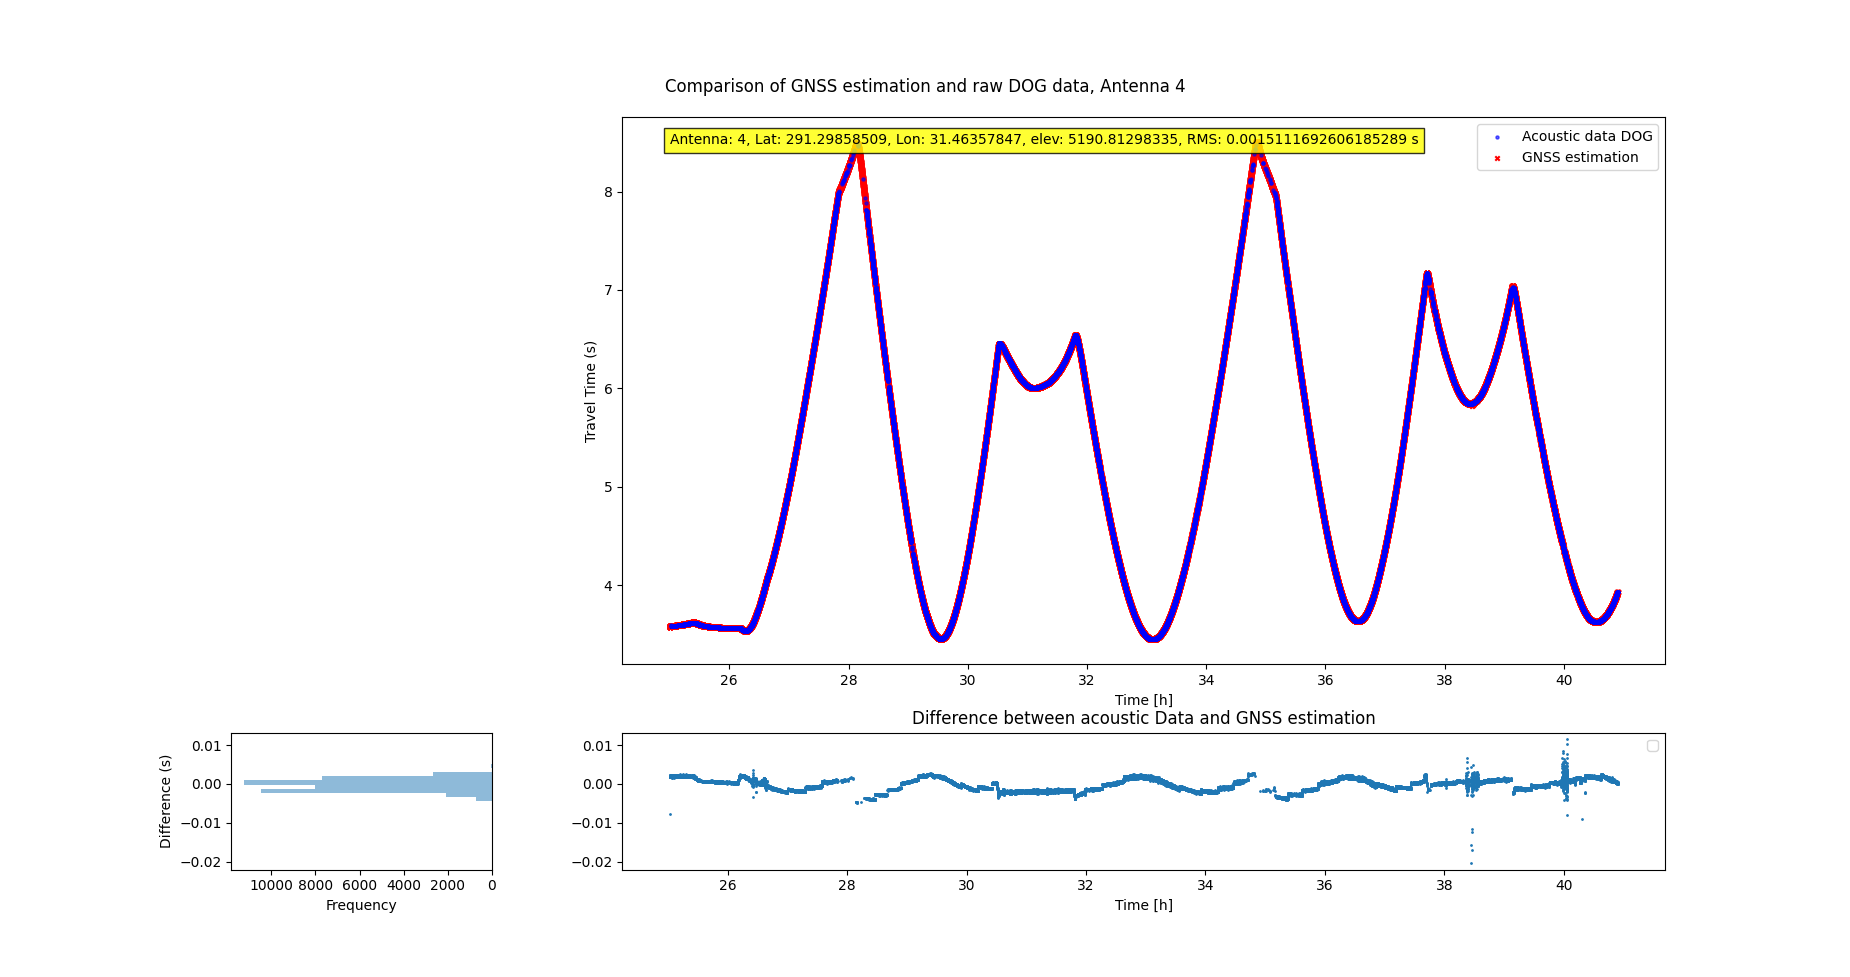 Comparison of GNSS estimation and raw DOG data, Antenna 4
Antenna: 4, Lat: 291.29858509, Lon: 31.46357847, elev: 5190.81298335, RMS: 0.0015111692606185289 s
Acoustic data DOG
GNSS estimation
8
7
6
5
4
Travel Time (s)
26 28 30 32 34 36 38 40
Time [h]
Difference between acoustic Data and GNSS estimation
0.01
0.00
−0.01
−0.02
Difference (s)
10000 8000 6000 4000 2000 0
Frequency
0.01
0.00
−0.01
−0.02
26 28 30 32 34 36 38 40
Time [h]